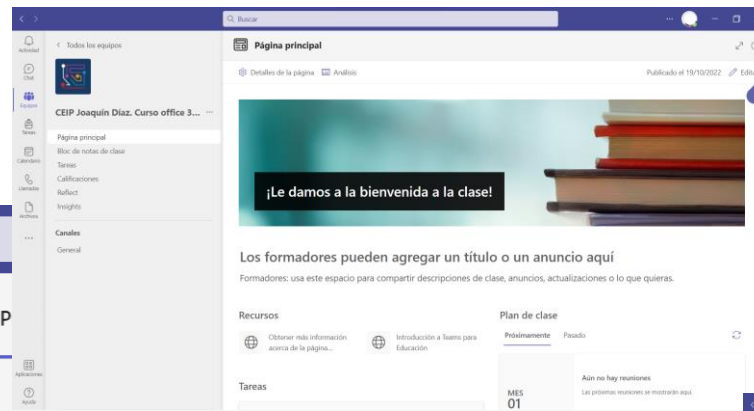 Buscar
Actividad
Chat
Equipos
Tareas
Calendario
Llamadas
Archivos
Aplicaciones
Ayuda
Todos los equipos
CEIP Joaquín Díaz. Curso office 3...
Página principal
Bloc de notas de clase
Tareas
Calificaciones
Reflect
Insights
Canales
General
Página principal
Detalles de la página
Análisis
Publicado el 19/10/2022
¡Le damos a la bienvenida a la clase!
Los formadores pueden agregar un título o un anuncio aquí
Formadores: usa este espacio para compartir descripciones de clase, anuncios, actualizaciones o lo que quieras.
Recursos
Obtener más información
acerca de la página...
Introducción a Teams para
Educación
Tareas
Plan de clase
Próximamente
Pasado
MES
01
Aún no hay reuniones
Las próximas reuniones se mostrarán aquí.
P